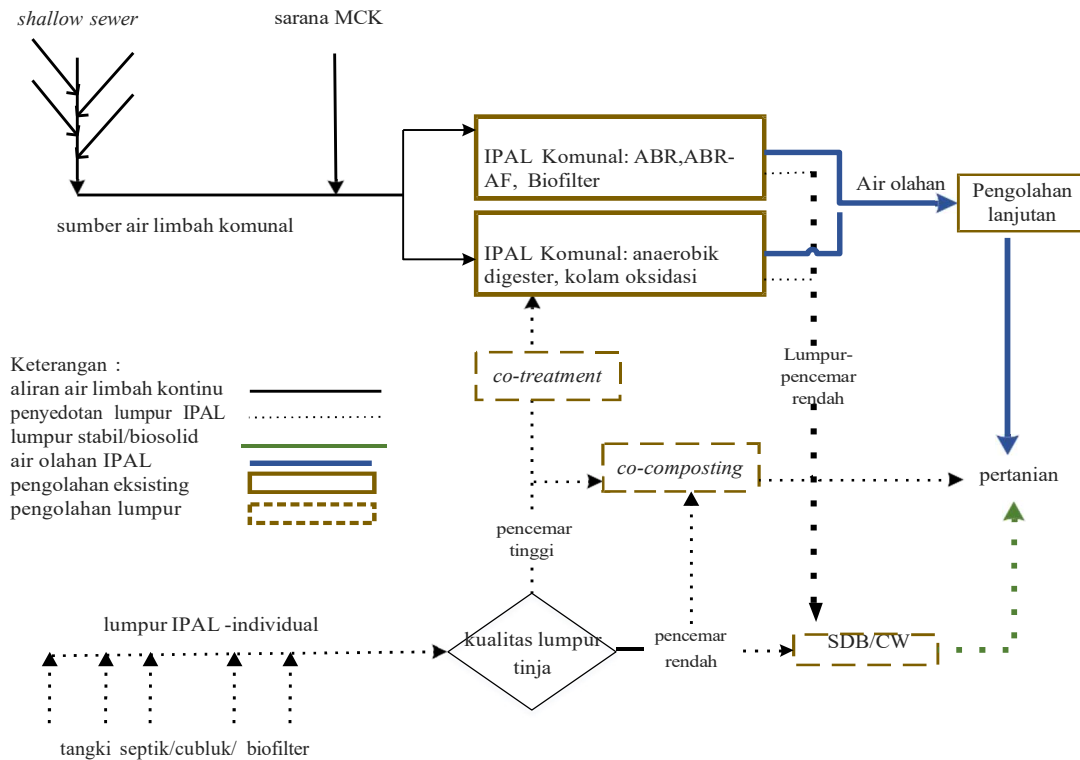 shallow sewer
sarana MCK
IPAL Komunal: ABR,ABR-
AF, Biofilter
Air olahan
Pengolahan
lanjutan
sumber air limbah komunal
IPAL Komunal: anaerobik
digester, kolam oksidasi
Keterangan :
aliran air limbah kontinu
penyedotan lumpur IPAL
lumpur stabil/biosolid
air olahan IPAL
pengolahan eksisting
pengolahan lumpur
co-treatment
Lumpur-
pencemar
rendah
co-composting
pertanian
pencemar
tinggi
lumpur IPAL -individual
kualitas lumpur
tinja
pencemar
rendah
SDB/CW
tangki septik/cubluk/ biofilter